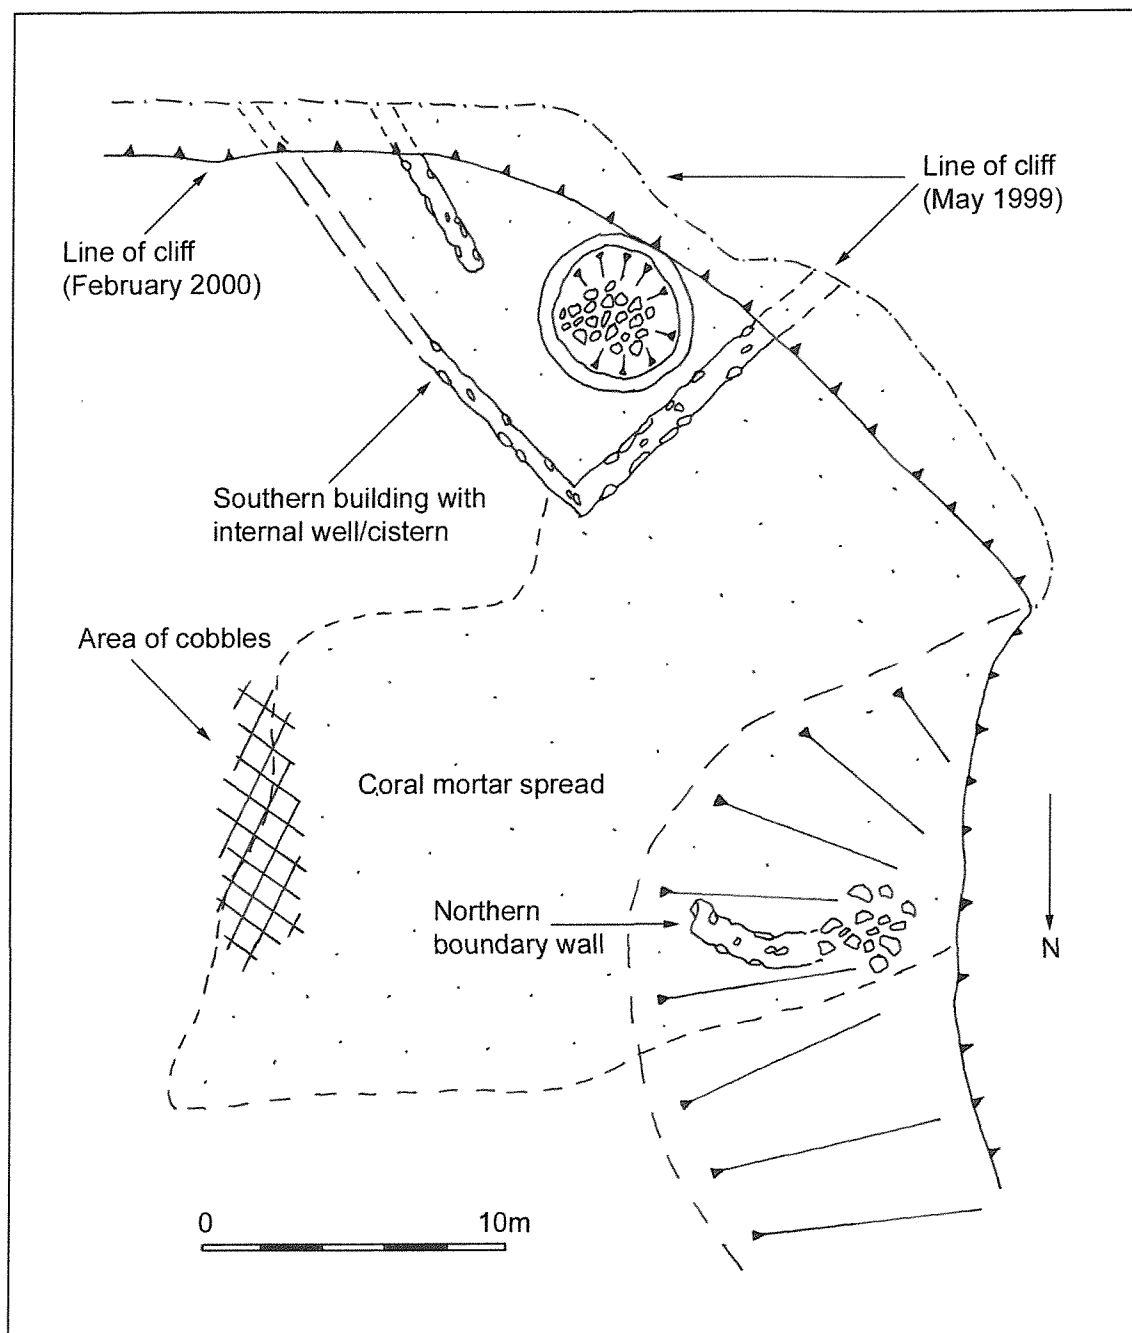 Line of cliff
(May 1999)
Line of cliff
(February 2000)
Southern building with
internal well/cistern
Area of cobbles
Coral mortar spread
Northern
boundary wall
N
0 10m